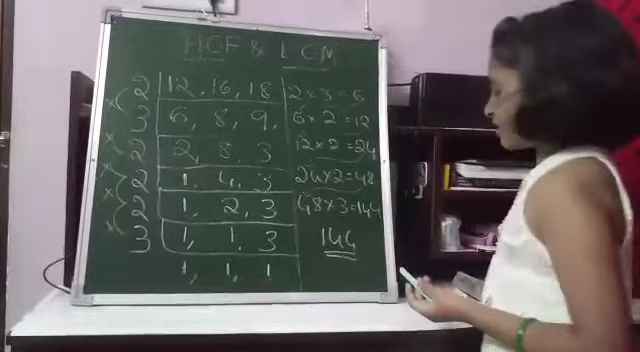 HCF & LCM
2 | 12, 16, 18
3 | 6, 8, 9,
2 | 2, 8, 3
2 | 1, 4, 3
2 | 1, 2, 3
3 | 1, 1, 3
1, 1, 1
2 x 3 = 6
6 x 2 = 12
12 x 2 = 24
24 x 2 = 48
48 x 3 = 144
144